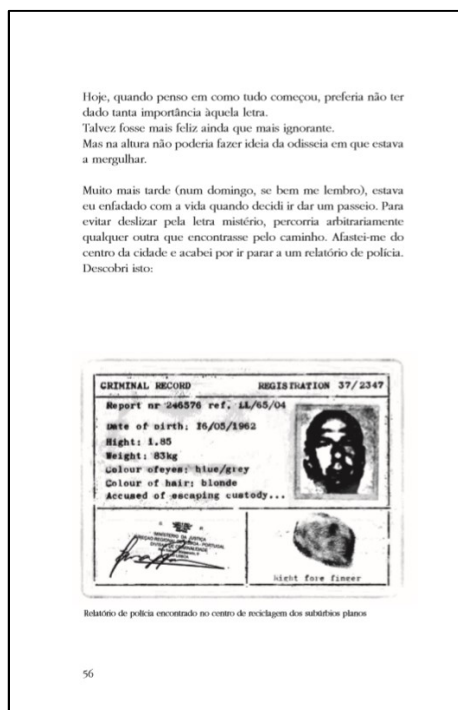 Hoje, quando penso em como tudo começou, preferia não ter
dado tanta importância àquela letra.
Talvez fosse mais feliz ainda que mais ignorante.
Mas na altura não poderia fazer ideia da odisseia em que estava
a mergulhar.
Muito mais tarde (num domingo, se bem me lembro), estava
eu enfadado com a vida quando decidi ir dar um passeio. Para
evitar deslizar pela letra mistério, percorria arbitrariamente
qualquer outra que encontrasse pelo caminho. Afastei-me do
centro da cidade e acabei por ir parar a um relatório de polícia.
Descobri isto:
CRIMINAL RECORD REGISTRATION 37/2347
Report nr 246576 ref. LL/65/04
Date of birth: 16/05/1962
Hight: 1.85
Weight: 83kg
Colour ofeyes: blue/grey
Colour of hair: blonde
Accused of escaping custody...
MINISTÉRIO DA JUSTIÇA
Right fore finger
Relatório de polícia encontrado no centro de reciclagem dos subúrbios planos
56